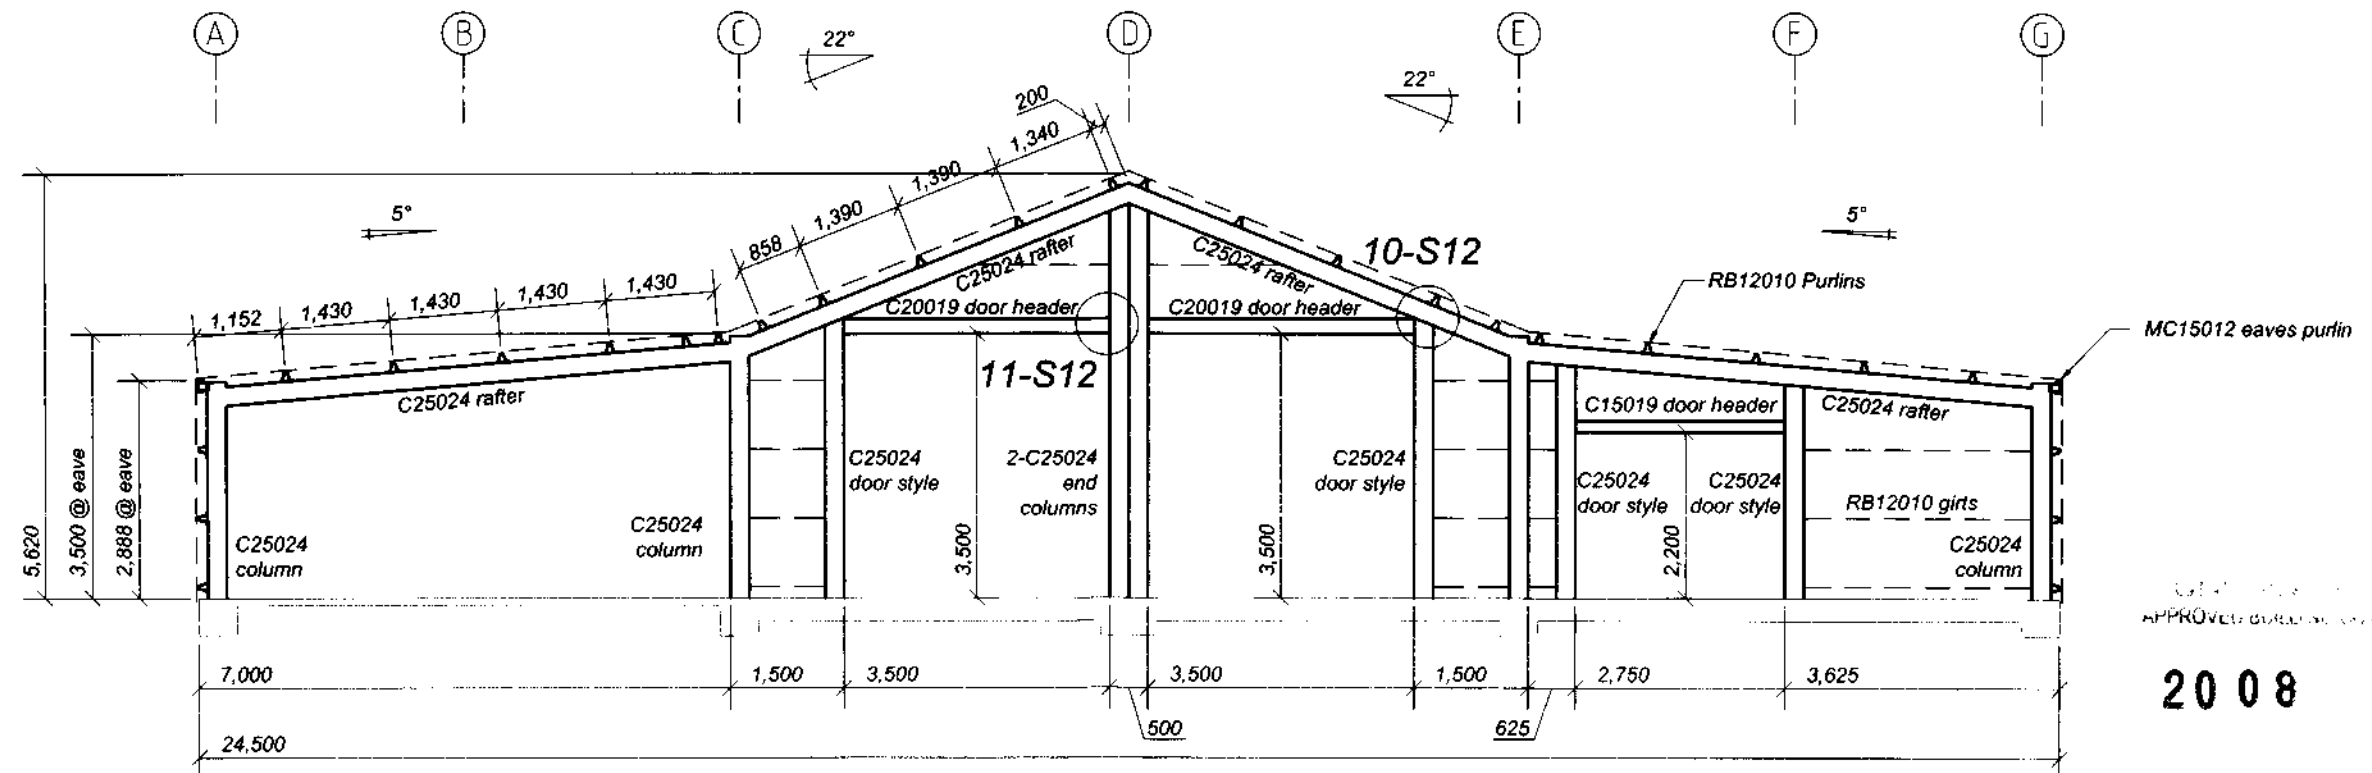 A B C D E F G
22°
22°
200
1,340
1,390
1,390
858
5°
5°
1,430
1,430
1,430
1,430
1,152
10-S12
11-S12
C25024 rafter
C25024 rafter
C20019 door header
C20019 door header
RB12010 Purlins
MC15012 eaves purlin
C25024 rafter
C15019 door header
C25024 rafter
5,620
3,500 @ eave
2,888 @ eave
C25024
column
C25024
column
C25024
door style
2-C25024
end
columns
3,500
3,500
C25024
door style
C25024
door style
C25024
door style
2,200
RB12010 girts
C25024
column
APPROVED
2008
7,000
1,500
3,500
500
3,500
1,500
625
2,750
3,625
24,500